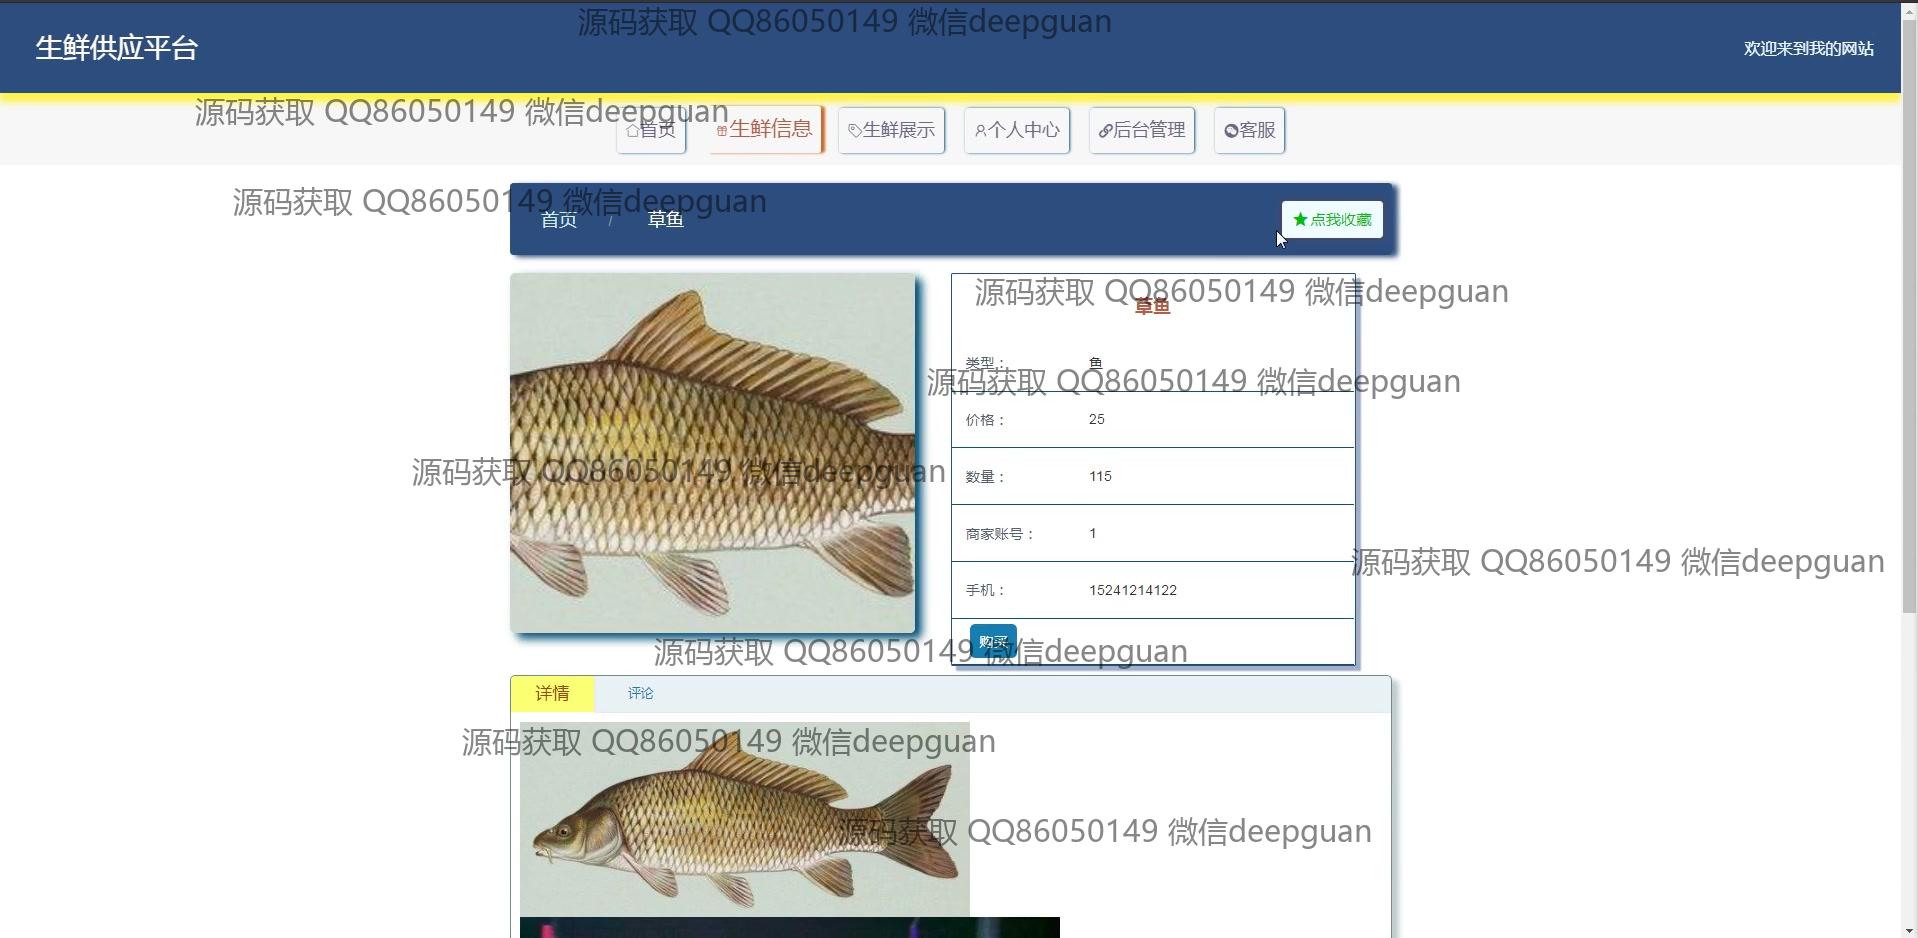 源码获取 QQ86050149 微信deepguan
生鲜供应平台
欢迎来到我的网站
源码获取 QQ86050149 微信deepguan
首页
生鲜信息
生鲜展示
个人中心
后台管理
客服
源码获取 QQ86050149 微信deepguan
首页 / 草鱼
点我收藏
源码获取 QQ86050149 微信deepguan
草鱼
类型： 鱼
源码获取 QQ86050149 微信deepguan
价格： 25
源码获取 QQ86050149 微信deepguan
数量： 115
商家账号： 1
源码获取 QQ86050149 微信deepguan
手机： 15241214122
购买
源码获取 QQ86050149 微信deepguan
详情 评论
源码获取 QQ86050149 微信deepguan
源码获取 QQ86050149 微信deepguan